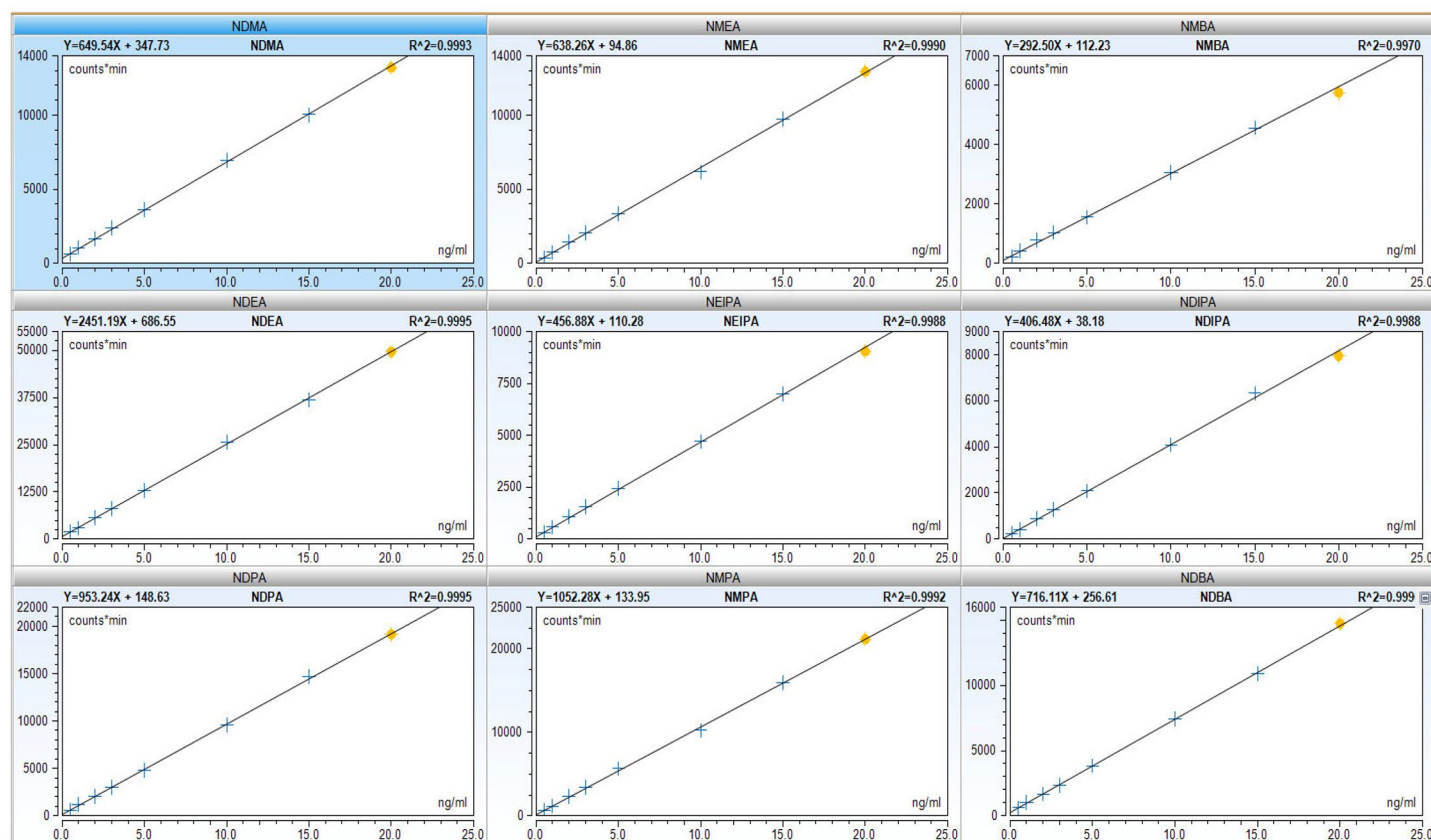 NDMA NMEA NMBA
Y=649.54X + 347.73 NDMA R^2=0.9993 Y=638.26X + 94.86 NMEA R^2=0.9990 Y=292.50X + 112.23 NMBA R^2=0.9970
14000 counts*min 14000 counts*min 7000 counts*min
6000
10000 10000
4000
5000 5000
2000
ng/ml ng/ml ng/ml
0 0 0
0.0 5.0 10.0 15.0 20.0 25.0 0.0 5.0 10.0 15.0 20.0 25.0 0.0 5.0 10.0 15.0 20.0 25.0
NDEA NEIPA NDIPA
Y=2451.19X + 686.55 NDEA R^2=0.9995 Y=456.88X + 110.28 NEIPA R^2=0.9988 Y=406.48X + 38.18 NDIPA R^2=0.9988
55000 counts*min 10000 counts*min 9000 counts*min
50000 8000
7500
37500 6000
25000 5000
4000
12500 2500
2000
ng/ml ng/ml ng/ml
0 0 0
0.0 5.0 10.0 15.0 20.0 25.0 0.0 5.0 10.0 15.0 20.0 25.0 0.0 5.0 10.0 15.0 20.0 25.0
NDPA NMPA NDBA
Y=953.24X + 148.63 NDPA R^2=0.9995 Y=1052.28X + 133.95 NMPA R^2=0.9992 Y=716.11X + 256.61 NDBA R^2=0.999
22000 counts*min 25000 counts*min 16000 counts*min
20000 20000
15000
10000 10000 10000
5000 5000
ng/ml ng/ml ng/ml
0 0 0
0.0 5.0 10.0 15.0 20.0 25.0 0.0 5.0 10.0 15.0 20.0 25.0 0.0 5.0 10.0 15.0 20.0 25.0